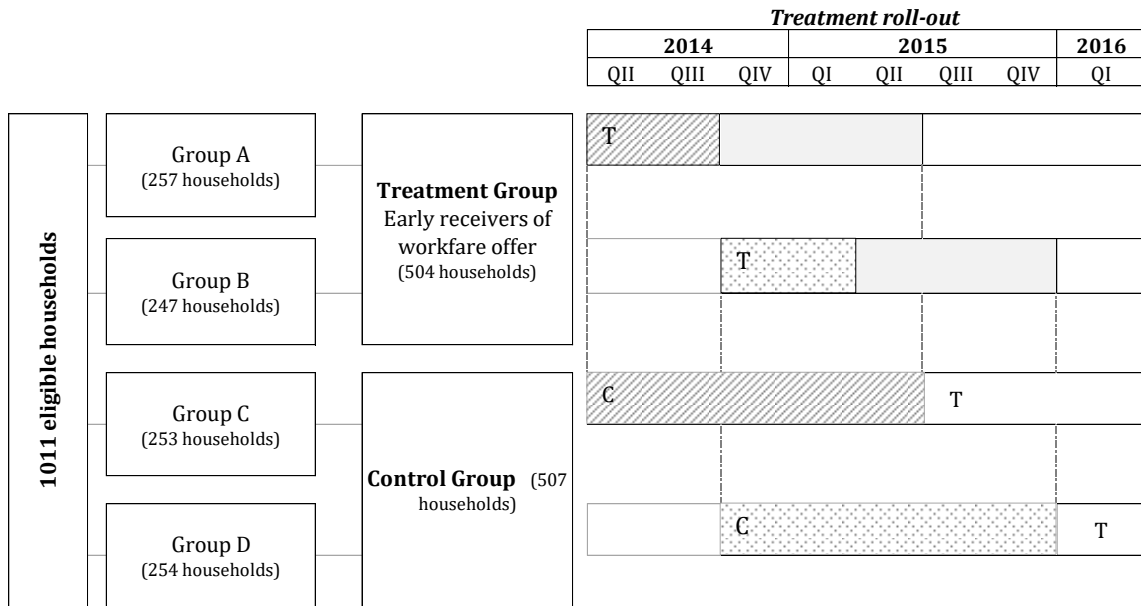 Treatment roll-out
2014 2015 2016
QII QIII QIV QI QII QIII QIV QI
1011 eligible households
Group A
(257 households)
Treatment Group
Early receivers of
workfare offer
(504 households)
T
Group B
(247 households)
T
Group C
(253 households)
C T
Control Group (507
households)
Group D
(254 households)
C T